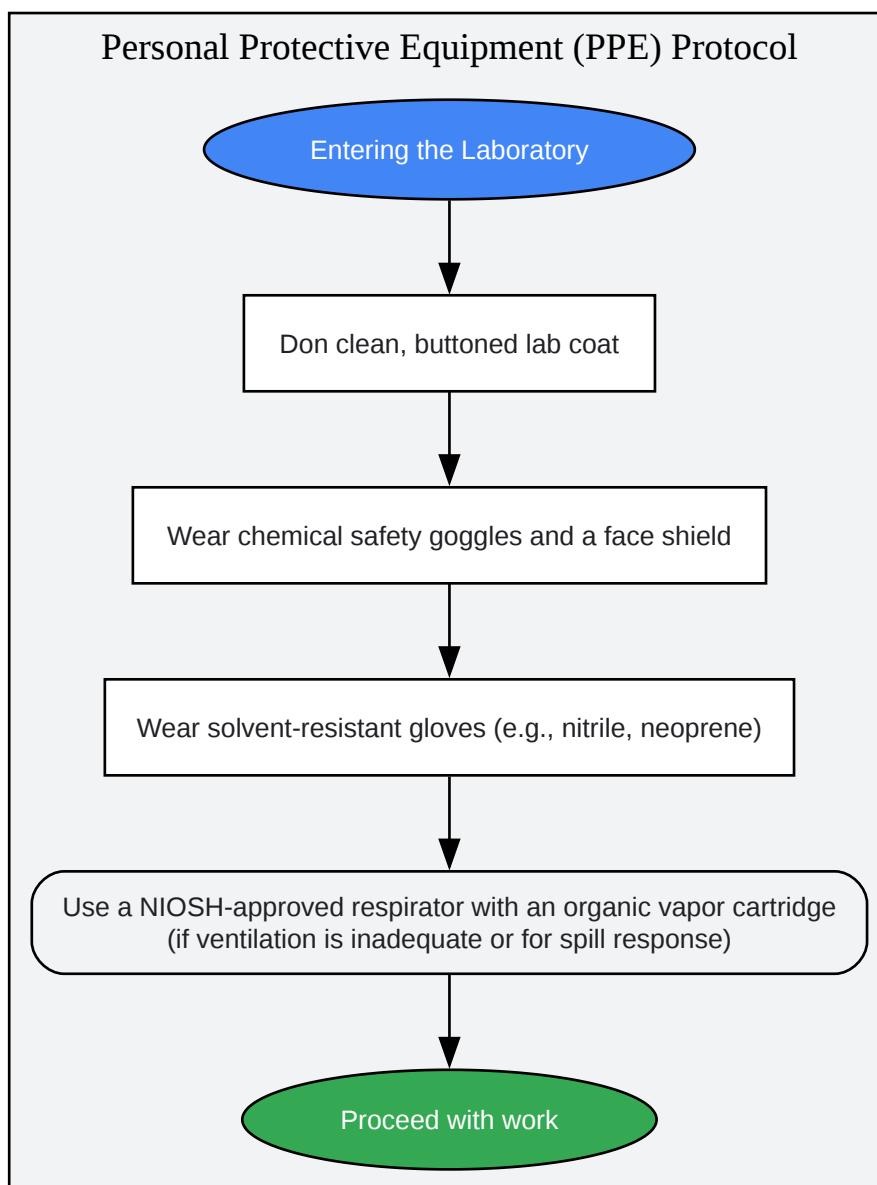 Personal Protective Equipment (PPE) Protocol
Entering the Laboratory
Don clean, buttoned lab coat
Wear chemical safety goggles and a face shield
Wear solvent-resistant gloves (e.g., nitrile, neoprene)
Use a NIOSH-approved respirator with an organic vapor cartridge
(if ventilation is inadequate or for spill response)
Proceed with work